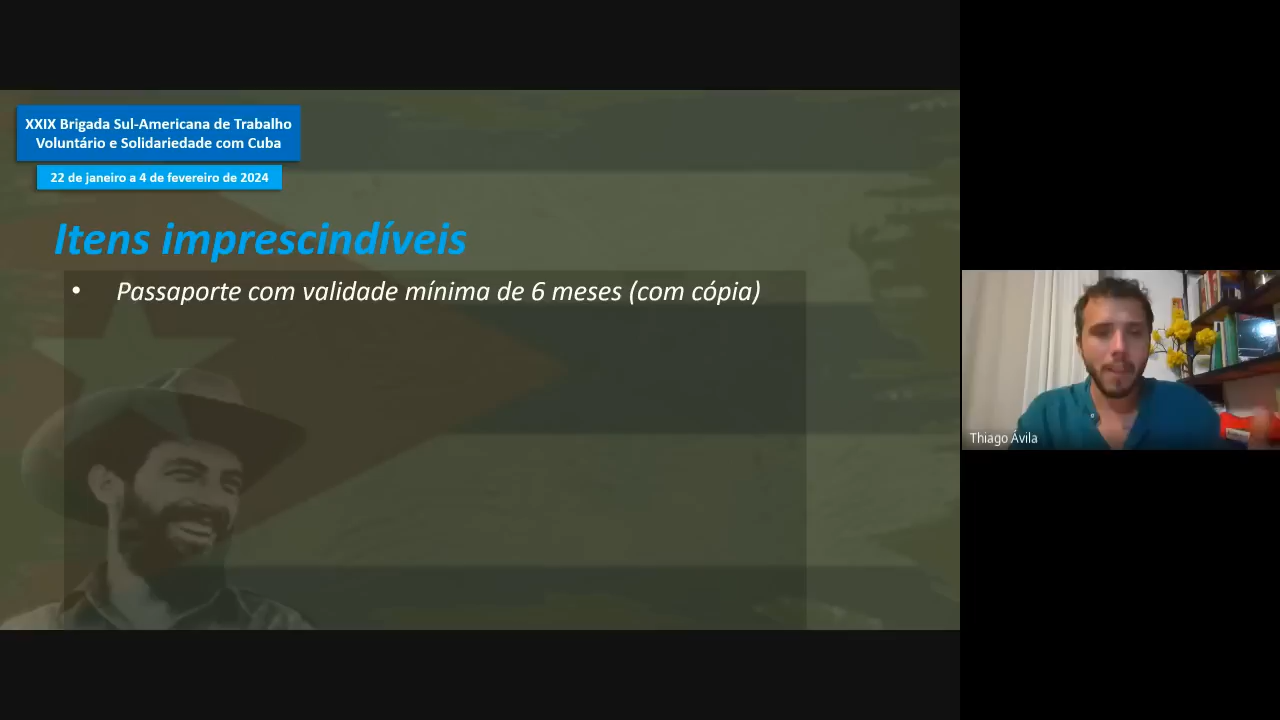 XXIX Brigada Sul-Americana de Trabalho
Voluntário e Solidariedade com Cuba
22 de janeiro a 4 de fevereiro de 2024
Itens imprescindíveis
• Passaporte com validade mínima de 6 meses (com cópia)
Thiago Ávila